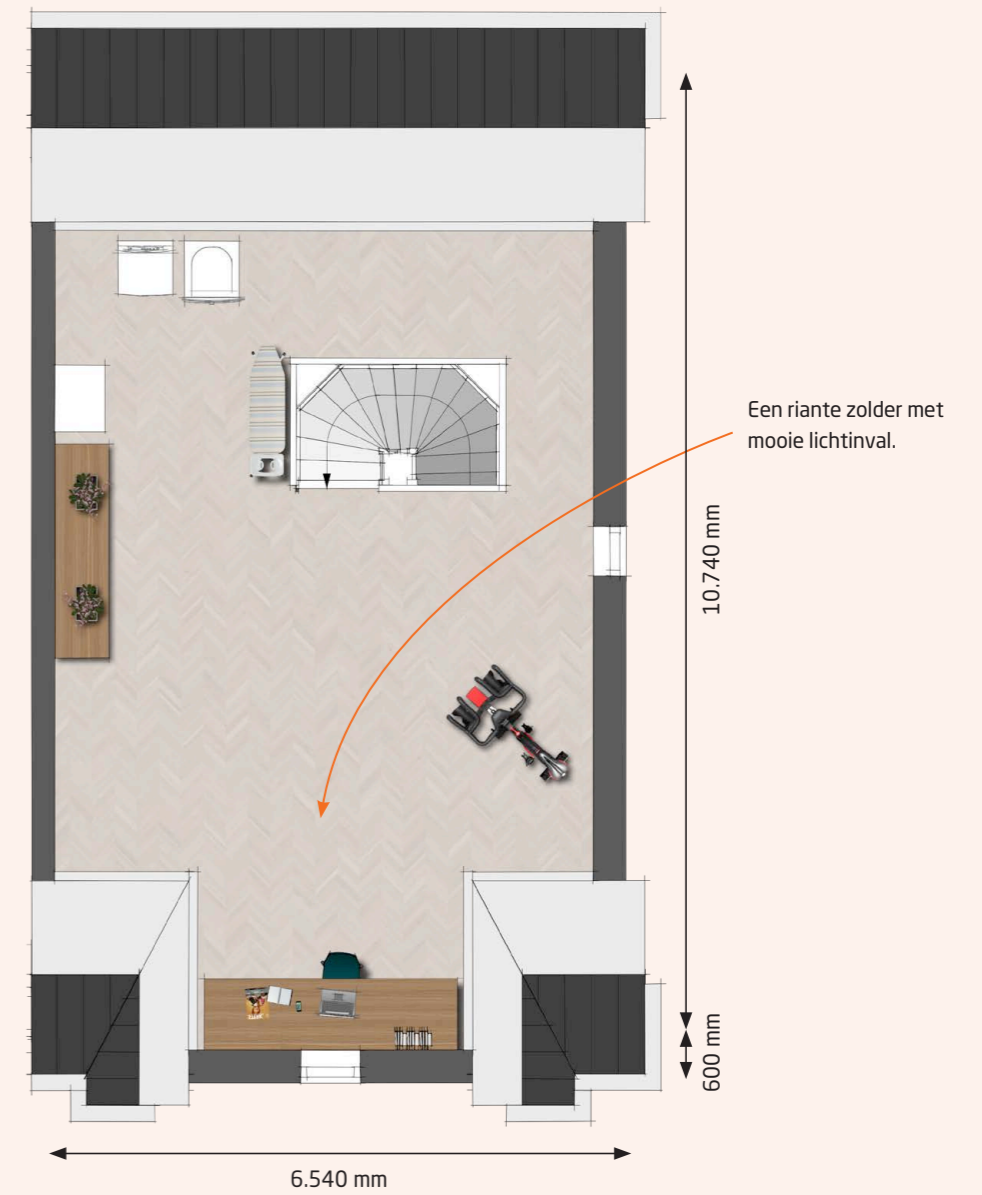 Een riante zolder met
mooie lichtinval.
10.740 mm
600 mm
6.540 mm